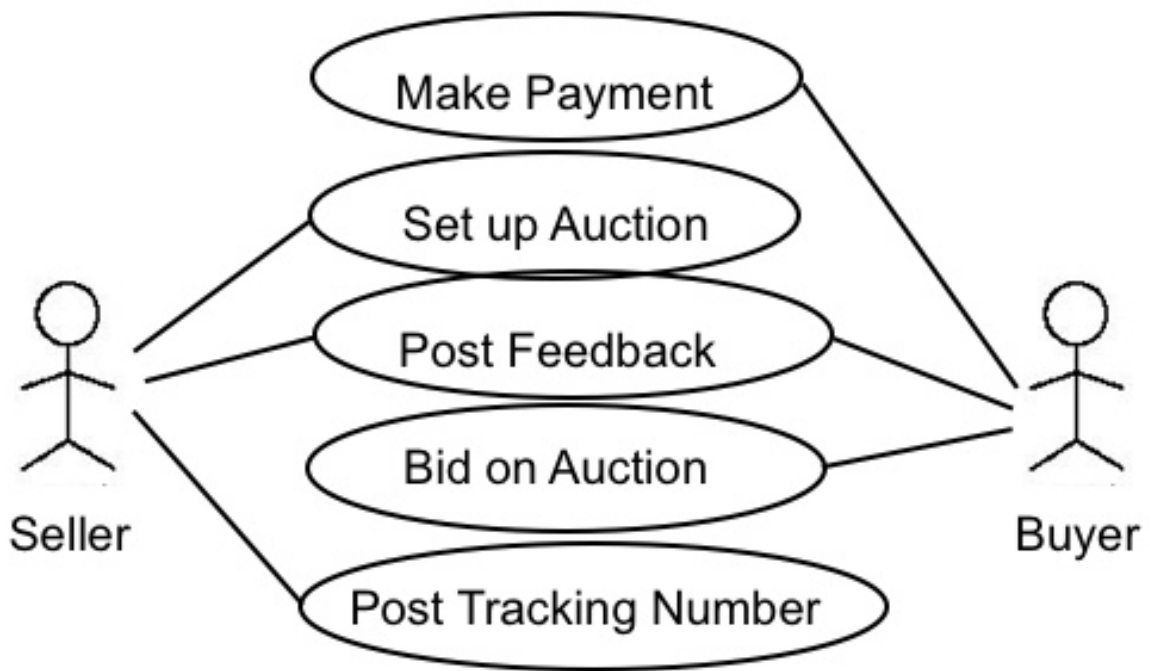 Make Payment
Set up Auction
Post Feedback
Bid on Auction
Seller
Buyer
Post Tracking Number